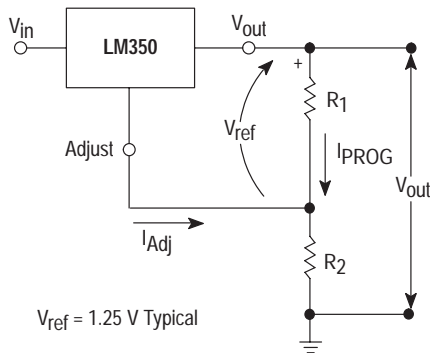 Vin
LM350
Vout
+
R1
Vref
IPROG
Adjust
Vout
IAdj
R2
Vref = 1.25 V Typical